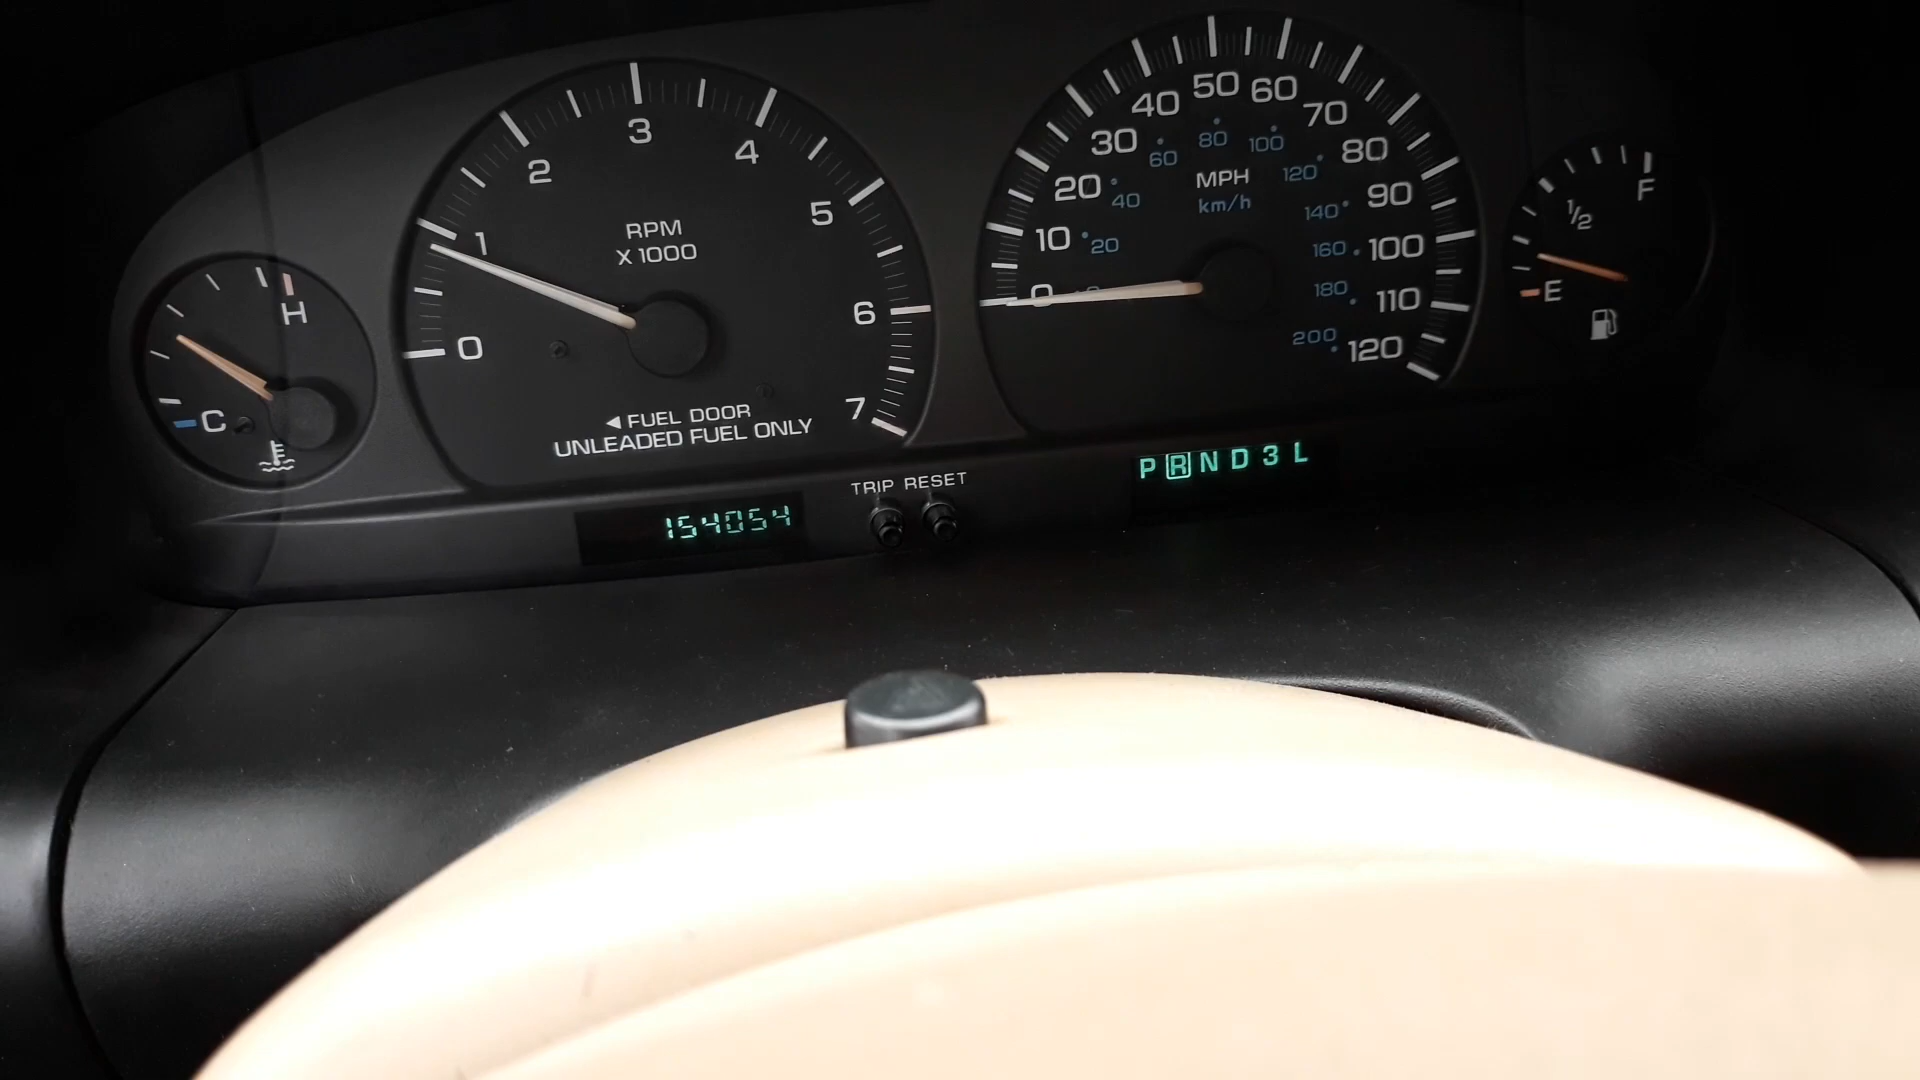 H
C
0
1
2
3
4
5
6
7
RPM
X 1000
◀ FUEL DOOR
UNLEADED FUEL ONLY
0
10
20
30
40
50
60
70
80
90
100
110
120
20
40
60
80
100
120
140
160
180
200
MPH
km/h
F
1/2
E
154054
TRIP RESET
P R N D 3 L